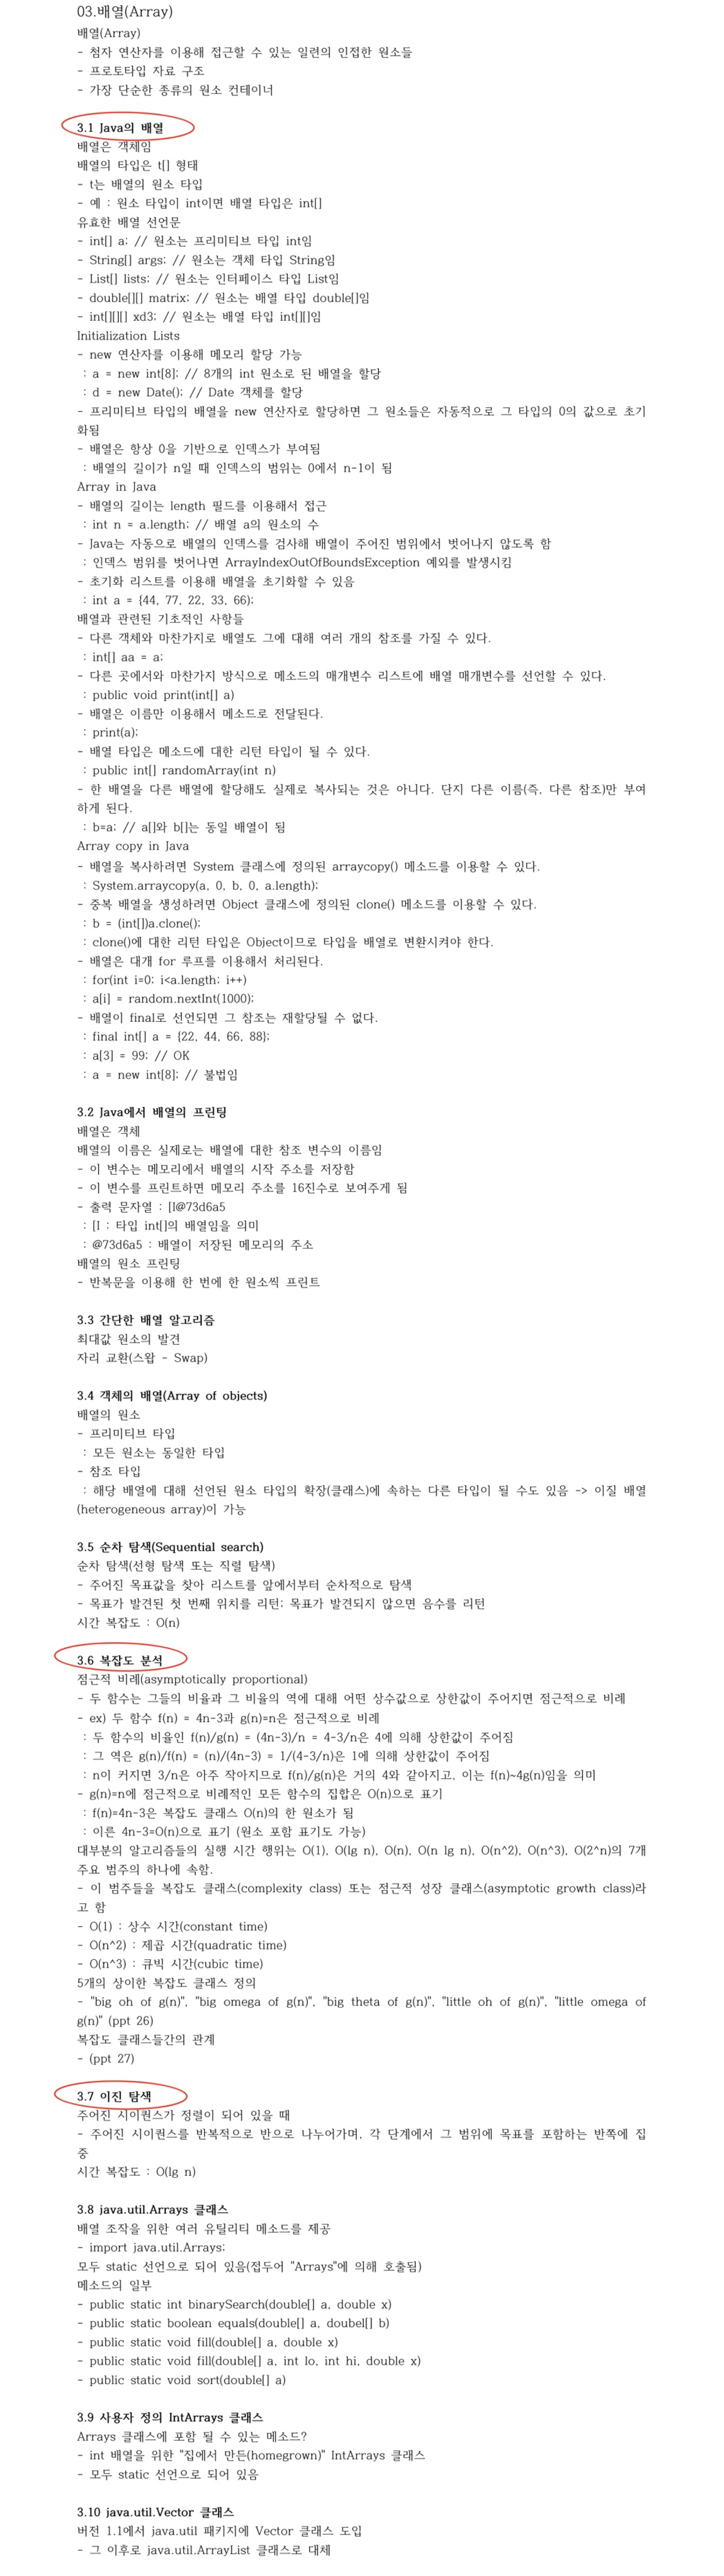 03.배열(Array)
배열(Array)
- 첨자 연산자를 이용해 접근할 수 있는 일련의 인접한 원소들
- 프로토타입 자료 구조
- 가장 단순한 종류의 원소 컨테이너
3.1 Java의 배열
배열은 객체임
배열의 타입은 t[] 형태
- t는 배열의 원소 타입
- 예 : 원소 타입이 int이면 배열 타입은 int[]
유효한 배열 선언문
- int[] a; // 원소는 프리미티브 타입 int임
- String[] args; // 원소는 객체 타입 String임
- List[] lists; // 원소는 인터페이스 타입 List임
- double[][] matrix; // 원소는 배열 타입 double[]임
- int[][][] xd3; // 원소는 배열 타입 int[][]임
Initialization Lists
- new 연산자를 이용해 메모리 할당 가능
: a = new int[8]; // 8개의 int 원소로 된 배열을 할당
: d = new Date(); // Date 객체를 할당
- 프리미티브 타입의 배열을 new 연산자로 할당하면 그 원소들은 자동적으로 그 타입의 0의 값으로 초기
화됨
- 배열은 항상 0을 기반으로 인덱스가 부여됨
: 배열의 길이가 n일 때 인덱스의 범위는 0에서 n-1이 됨
Array in Java
- 배열의 길이는 length 필드를 이용해서 접근
: int n = a.length; // 배열 a의 원소의 수
- Java는 자동으로 배열의 인덱스를 검사해 배열이 주어진 범위에서 벗어나지 않도록 함
: 인덱스 범위를 벗어나면 ArrayIndexOutOfBoundsException 예외를 발생시킴
- 초기화 리스트를 이용해 배열을 초기화할 수 있음
: int a = {44, 77, 22, 33, 66);
배열과 관련된 기초적인 사항들
- 다른 객체와 마찬가지로 배열도 그에 대해 여러 개의 참조를 가질 수 있다.
: int[] aa = a;
- 다른 곳에서와 마찬가지 방식으로 메소드의 매개변수 리스트에 배열 매개변수를 선언할 수 있다.
: public void print(int[] a)
- 배열은 이름만 이용해서 메소드로 전달된다.
: print(a);
- 배열 타입은 메소드에 대한 리턴 타입이 될 수 있다.
: public int[] randomArray(int n)
- 한 배열을 다른 배열에 할당해도 실제로 복사되는 것은 아니다. 단지 다른 이름(즉, 다른 참조)만 부여
하게 된다.
: b=a; // a[]와 b[]는 동일 배열이 됨
Array copy in Java
- 배열을 복사하려면 System 클래스에 정의된 arraycopy() 메소드를 이용할 수 있다.
: System.arraycopy(a, 0, b, 0, a.length);
- 중복 배열을 생성하려면 Object 클래스에 정의된 clone() 메소드를 이용할 수 있다.
: b = (int[])a.clone();
: clone()에 대한 리턴 타입은 Object이므로 타입을 배열로 변환시켜야 한다.
- 배열은 대개 for 루프를 이용해서 처리된다.
: for(int i=0; i<a.length; i++)
: a[i] = random.nextInt(1000);
- 배열이 final로 선언되면 그 참조는 재할당될 수 없다.
: final int[] a = {22, 44, 66, 88};
: a[3] = 99; // OK
: a = new int[8]; // 불법임
3.2 Java에서 배열의 프린팅
배열은 객체
배열의 이름은 실제로는 배열에 대한 참조 변수의 이름임
- 이 변수는 메모리에서 배열의 시작 주소를 저장함
- 이 변수를 프린트하면 메모리 주소를 16진수로 보여주게 됨
- 출력 문자열 : [I@73d6a5
: [I : 타입 int[]의 배열임을 의미
: @73d6a5 : 배열이 저장된 메모리의 주소
배열의 원소 프린팅
- 반복문을 이용해 한 번에 한 원소씩 프린트
3.3 간단한 배열 알고리즘
최대값 원소의 발견
자리 교환(스왑 - Swap)
3.4 객체의 배열(Array of objects)
배열의 원소
- 프리미티브 타입
: 모든 원소는 동일한 타입
- 참조 타입
: 해당 배열에 대해 선언된 원소 타입의 확장(클래스)에 속하는 다른 타입이 될 수도 있음 -> 이질 배열
(heterogeneous array)이 가능
3.5 순차 탐색(Sequential search)
순차 탐색(선형 탐색 또는 직렬 탐색)
- 주어진 목표값을 찾아 리스트를 앞에서부터 순차적으로 탐색
- 목표가 발견된 첫 번째 위치를 리턴; 목표가 발견되지 않으면 음수를 리턴
시간 복잡도 : O(n)
3.6 복잡도 분석
점근적 비례(asymptotically proportional)
- 두 함수는 그들의 비율과 그 비율의 역에 대해 어떤 상수값으로 상한값이 주어지면 점근적으로 비례
- ex) 두 함수 f(n) = 4n-3과 g(n)=n은 점근적으로 비례
: 두 함수의 비율인 f(n)/g(n) = (4n-3)/n = 4-3/n은 4에 의해 상한값이 주어짐
: 그 역은 g(n)/f(n) = (n)/(4n-3) = 1/(4-3/n)은 1에 의해 상한값이 주어짐
: n이 커지면 3/n은 아주 작아지므로 f(n)/g(n)은 거의 4와 같아지고, 이는 f(n)~4g(n)임을 의미
- g(n)=n에 점근적으로 비례적인 모든 함수의 집합은 O(n)으로 표기
: f(n)=4n-3은 복잡도 클래스 O(n)의 한 원소가 됨
: 이른 4n-3=O(n)으로 표기 (원소 포함 표기도 가능)
대부분의 알고리즘들의 실행 시간 행위는 O(1), O(lg n), O(n), O(n lg n), O(n^2), O(n^3), O(2^n)의 7개
주요 범주의 하나에 속함.
- 이 범주들을 복잡도 클래스(complexity class) 또는 점근적 성장 클래스(asymptotic growth class)라
고 함
- O(1) : 상수 시간(constant time)
- O(n^2) : 제곱 시간(quadratic time)
- O(n^3) : 큐빅 시간(cubic time)
5개의 상이한 복잡도 클래스 정의
- "big oh of g(n)", "big omega of g(n)", "big theta of g(n)", "little oh of g(n)", "little omega of
g(n)" (ppt 26)
복잡도 클래스들간의 관계
- (ppt 27)
3.7 이진 탐색
주어진 시이퀀스가 정렬이 되어 있을 때
- 주어진 시이퀀스를 반복적으로 반으로 나누어가며, 각 단계에서 그 범위에 목표를 포함하는 반쪽에 집
중
시간 복잡도 : O(lg n)
3.8 java.util.Arrays 클래스
배열 조작을 위한 여러 유틸리티 메소드를 제공
- import java.util.Arrays;
모두 static 선언으로 되어 있음(접두어 "Arrays"에 의해 호출됨)
메소드의 일부
- public static int binarySearch(double[] a, double x)
- public static boolean equals(double[] a, doubel[] b)
- public static void fill(double[] a, double x)
- public static void fill(double[] a, int lo, int hi, double x)
- public static void sort(double[] a)
3.9 사용자 정의 IntArrays 클래스
Arrays 클래스에 포함 될 수 있는 메소드?
- int 배열을 위한 "집에서 만든(homegrown)" IntArrays 클래스
- 모두 static 선언으로 되어 있음
3.10 java.util.Vector 클래스
버전 1.1에서 java.util 패키지에 Vector 클래스 도입
- 그 이후로 java.util.ArrayList 클래스로 대체